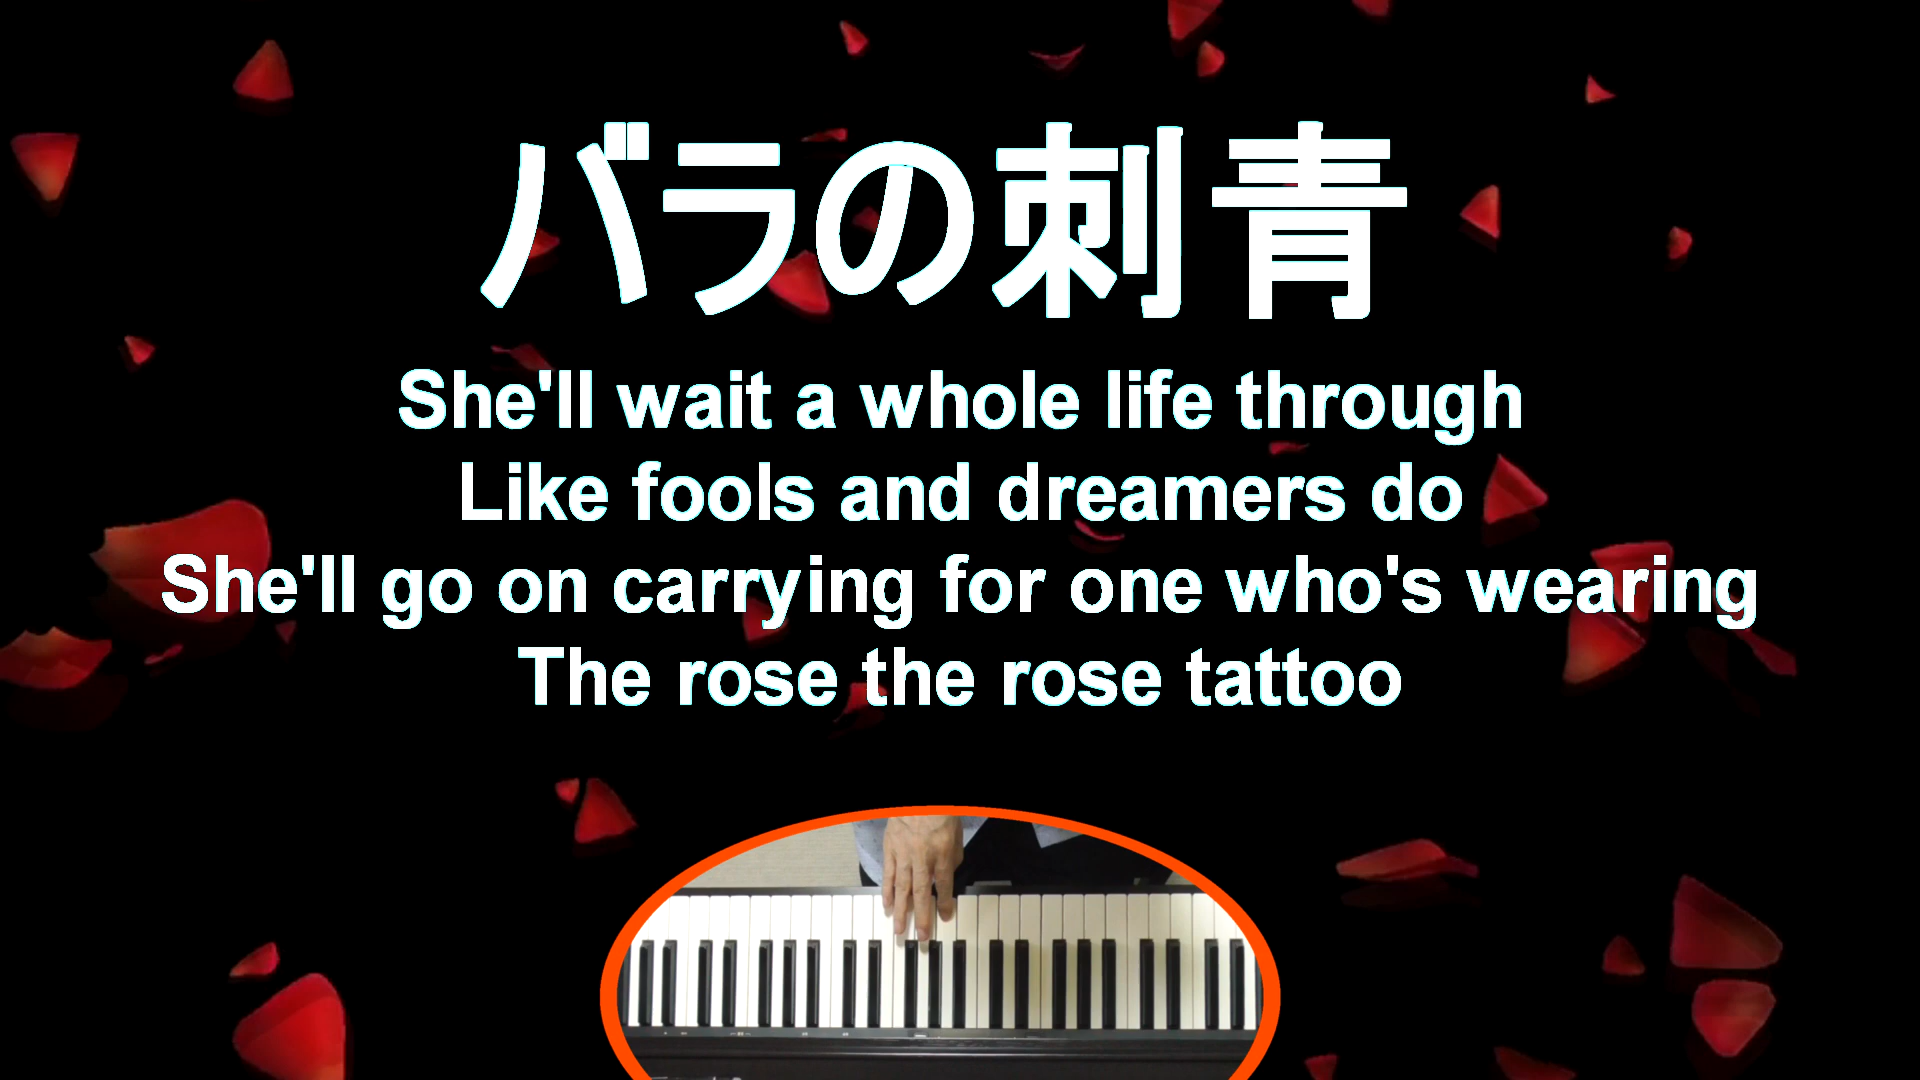 バラの刺青
She'll wait a whole life through
Like fools and dreamers do
She'll go on carrying for one who's wearing
The rose the rose tattoo